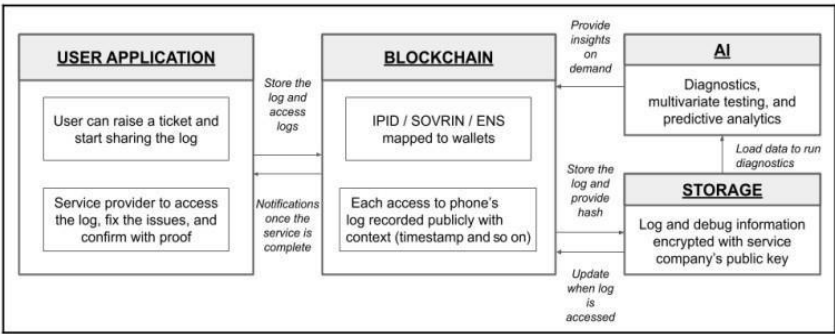 USER APPLICATION
User can raise a ticket and
start sharing the log
Service provider to access
the log, fix the issues, and
confirm with proof
Store the
log and
access
logs
Notifications
once the
service is
complete
BLOCKCHAIN
IPID / SOVRIN / ENS
mapped to wallets
Each access to phone's
log recorded publicly with
context (timestamp and so on)
Provide
insights
on
demand
Store the
log and
provide
hash
Update
when log
is
accessed
AI
Diagnostics,
multivariate testing, and
predictive analytics
Load data to run
diagnostics
STORAGE
Log and debug information
encrypted with service
company's public key